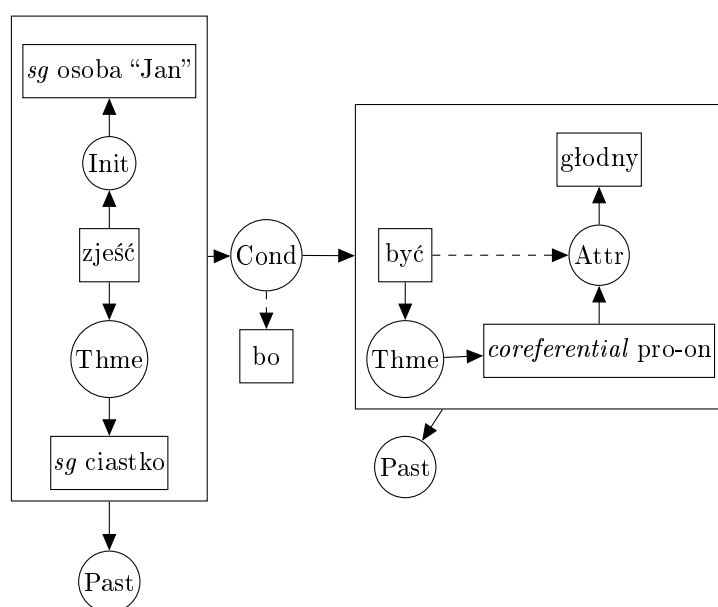 sg osoba “Jan”
Init
zjeść
Thme
sg ciastko
Past
Cond
bo
głodny
być
Attr
Thme
coreferential pro-on
Past